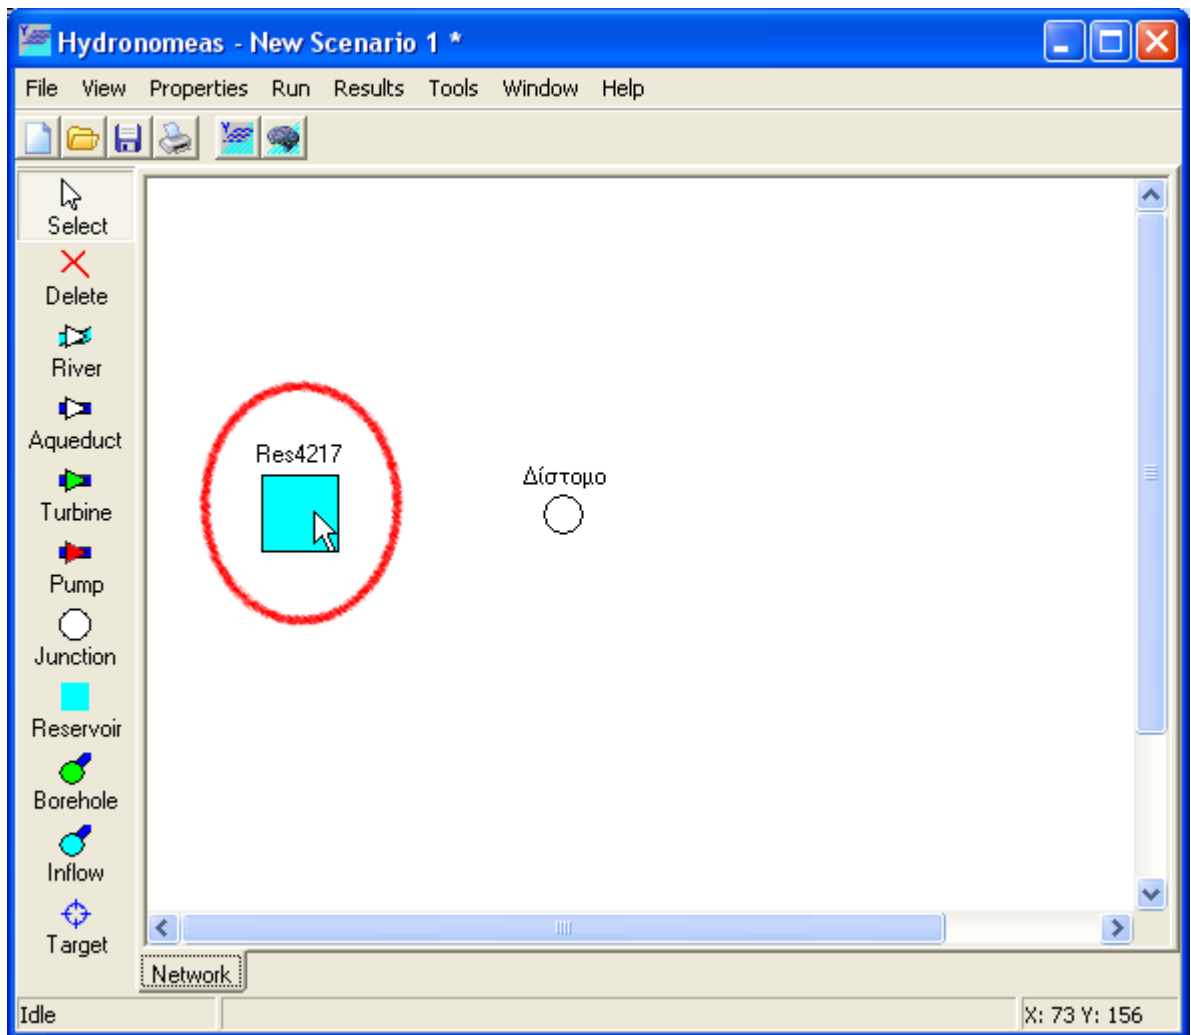 Hydronomeas - New Scenario 1 *
File View Properties Run Results Tools Window Help
Select
Delete
River
Aqueduct
Turbine
Pump
Junction
Reservoir
Borehole
Inflow
Target
Res4217
Δίστομο
Network
Idle
X: 73 Y: 156